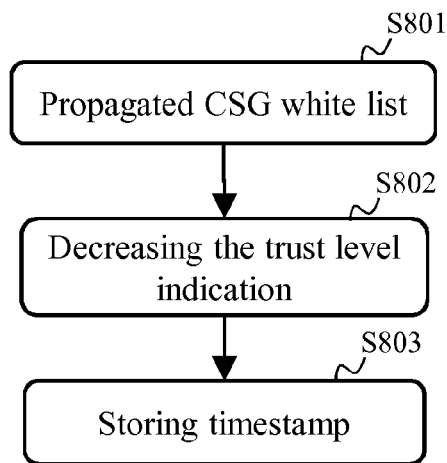 S801
Propagated CSG white list
S802
Decreasing the trust level
indication
S803
Storing timestamp